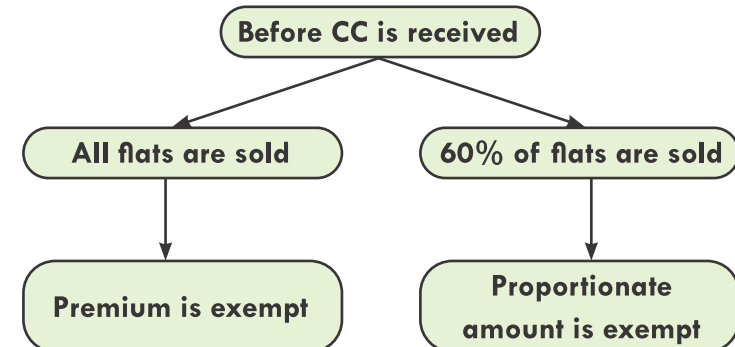 Before CC is received
All flats are sold
60% of flats are sold
Premium is exempt
Proportionate
amount is exempt